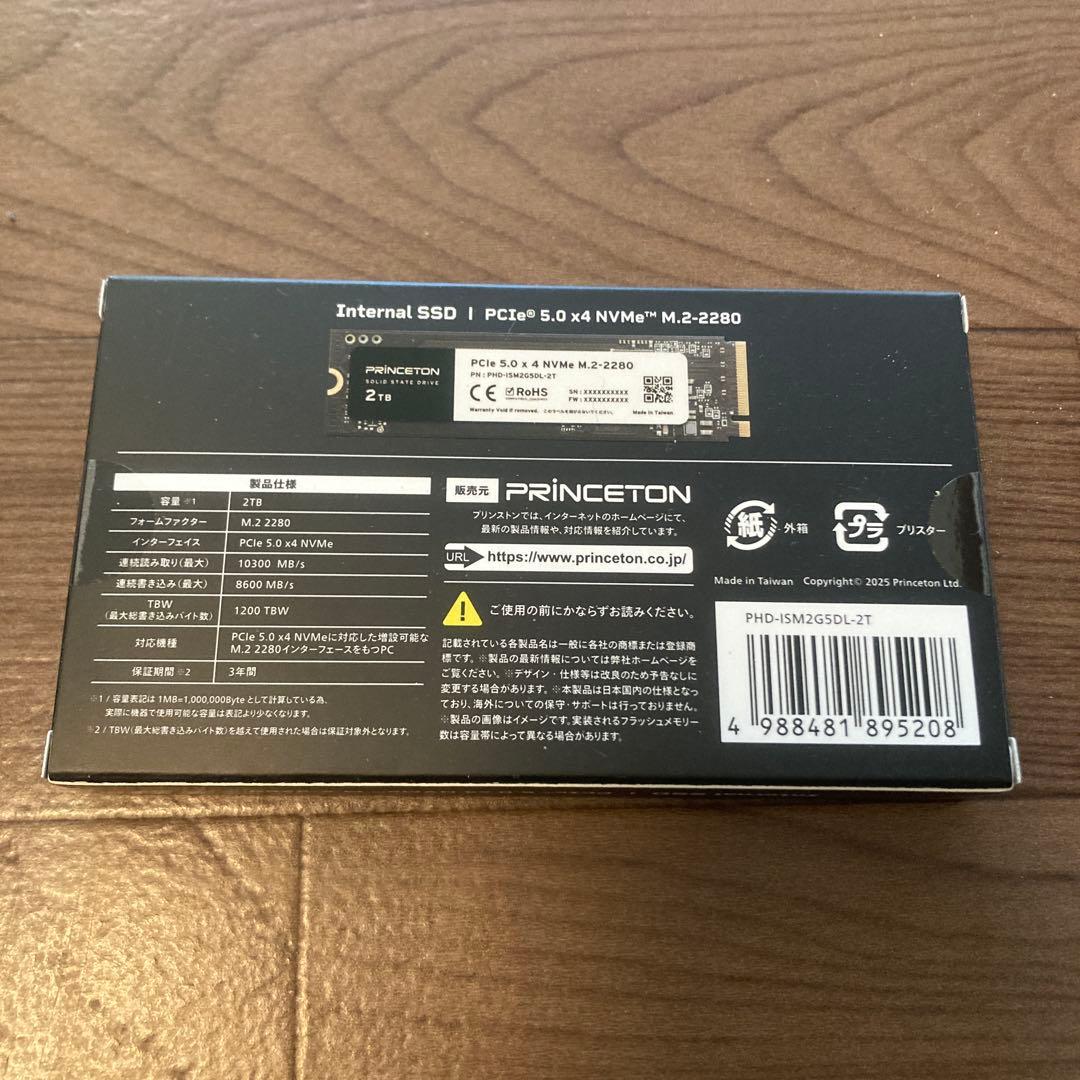 Internal SSD | PCIe® 5.0 x4 NVMe™ M.2-2280
PRINCETON
SOLID STATE DRIVE
2TB
PCIe 5.0 x 4 NVMe M.2-2280
PN : PHD-ISM2G5DL-2T
CE RoHS
SN : XXXXXXXXXX
FW : XXXXXXXXXX
Warranty Void if removed. このラベルを剥がさないでください。
Made in Taiwan
製品仕様
容量 ※1 2TB
フォームファクター M.2 2280
インターフェイス PCIe 5.0 x4 NVMe
連続読み取り(最大) 10300 MB/s
連続書き込み(最大) 8600 MB/s
TBW
(最大総書き込みバイト数) 1200 TBW
対応機種 PCIe 5.0 x4 NVMeに対応した増設可能な
M.2 2280インターフェースをもつPC
保証期間 ※2 3年間
※1 / 容量表記は 1MB=1,000,000Byte として計算している為、
実際に機器で使用可能な容量は表記より少なくなります。
※2 / TBW(最大総書き込みバイト数)を越えて使用された場合は保証対象外となります。
販売元 PRINCETON
プリンストンでは、インターネットのホームページにて、
最新の製品情報や、対応情報を紹介しています。
URL https://www.princeton.co.jp/
ご使用の前にかならずお読みください。
記載されている各製品名は一般に各社の商標または登録商
標です。※製品の最新情報については弊社ホームページを
ご覧ください。※デザイン・仕様等は改良のため予告なしに
変更する場合があります。※本製品は日本国内の仕様となっ
ており、海外についての保守・サポートは行っておりません。
※製品の画像はイメージです。実装されるフラッシュメモリー
数は容量帯によって異なる場合があります。
紙 外箱
プラ ブリスター
Made in Taiwan Copyright© 2025 Princeton Ltd.
PHD-ISM2G5DL-2T
4 988481 895208